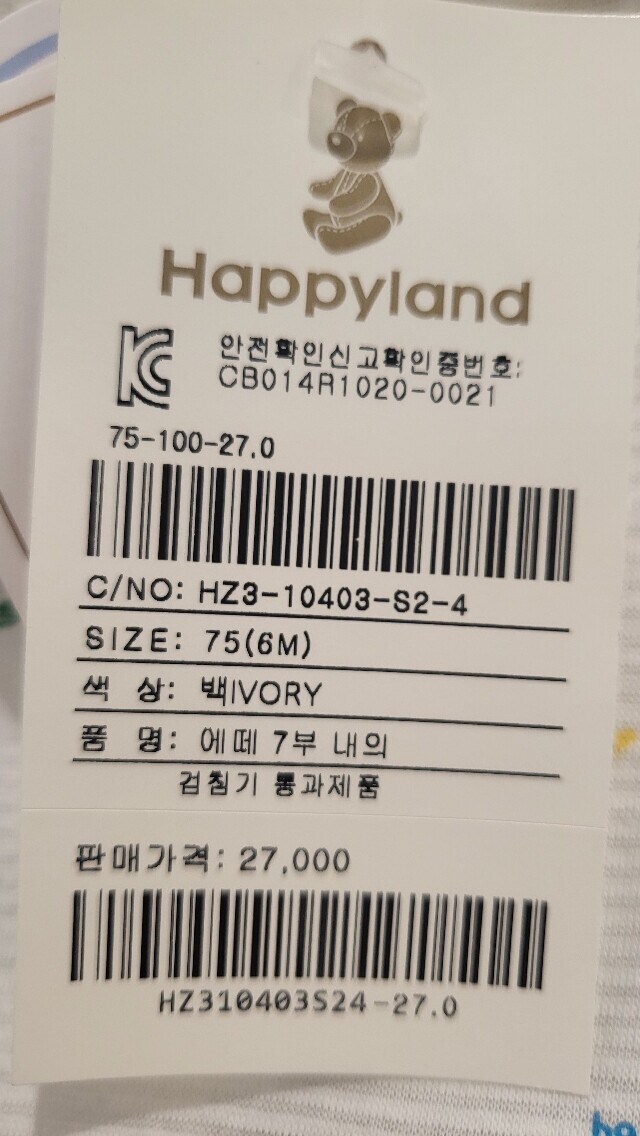 Happyland
안전확인신고확인증번호:
CB014R1020-0021
75-100-27.0
C/NO: HZ3-10403-S2-4
SIZE: 75(6M)
색 상: 백IVORY
품 명: 에떼 7부 내의
검침기 통과제품
판매가격: 27,000
HZ310403S24-27.0